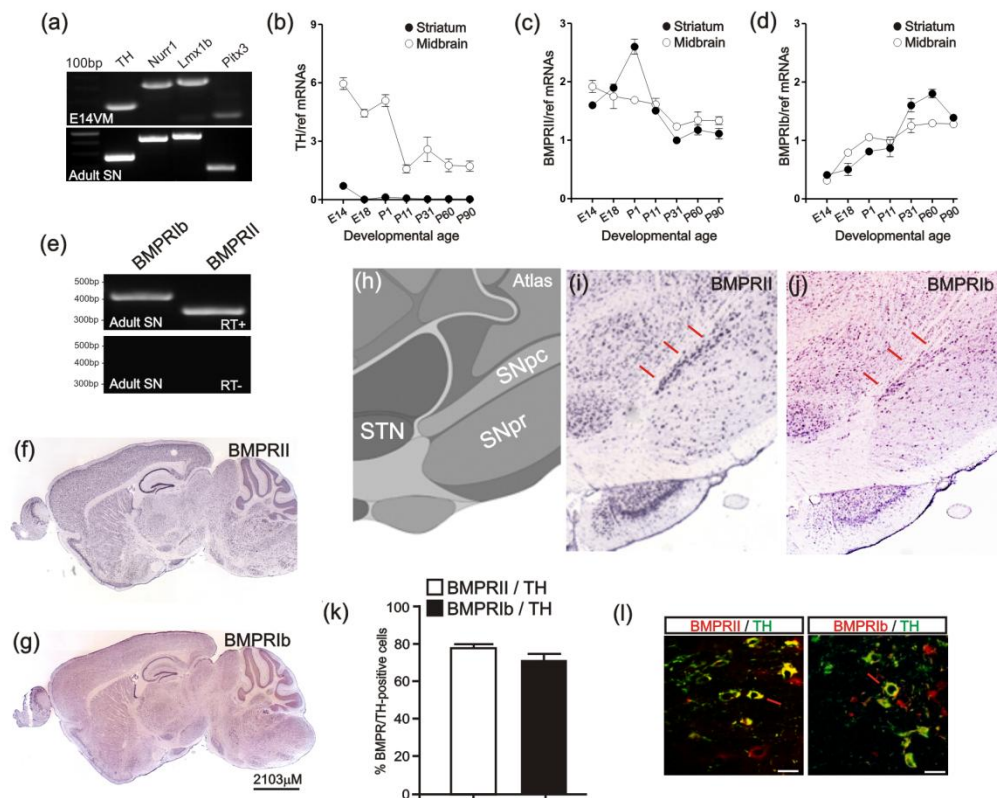 (a)
100bp TH Nurr1 Lmx1b Pitx3
E14VM
Adult SN
(b)
Striatum
Midbrain
TH/ref mRNAs
9
6
3
0
E14 E18 P1 P11 P31 P60 P90
Developmental age
(c)
Striatum
Midbrain
BMPRII/ref mRNAs
3
2
1
0
E14 E18 P1 P11 P31 P60 P90
Developmental age
(d)
Striatum
Midbrain
BMPRIb/ref mRNAs
3
2
1
0
E14 E18 P1 P11 P31 P60 P90
Developmental age
(e)
BMPRIb BMPRII
500bp
400bp
300bp
Adult SN RT+
500bp
400bp
300bp
Adult SN RT-
(f)
BMPRII
(g)
BMPRIb
2103µM
(h)
Atlas
SNpc
STN
SNpr
(i)
BMPRII
(j)
BMPRIb
(k)
BMPRII / TH
BMPRIb / TH
% BMPR/TH-positive cells
100
80
60
40
20
0
(l)
BMPRII / TH
BMPRIb / TH